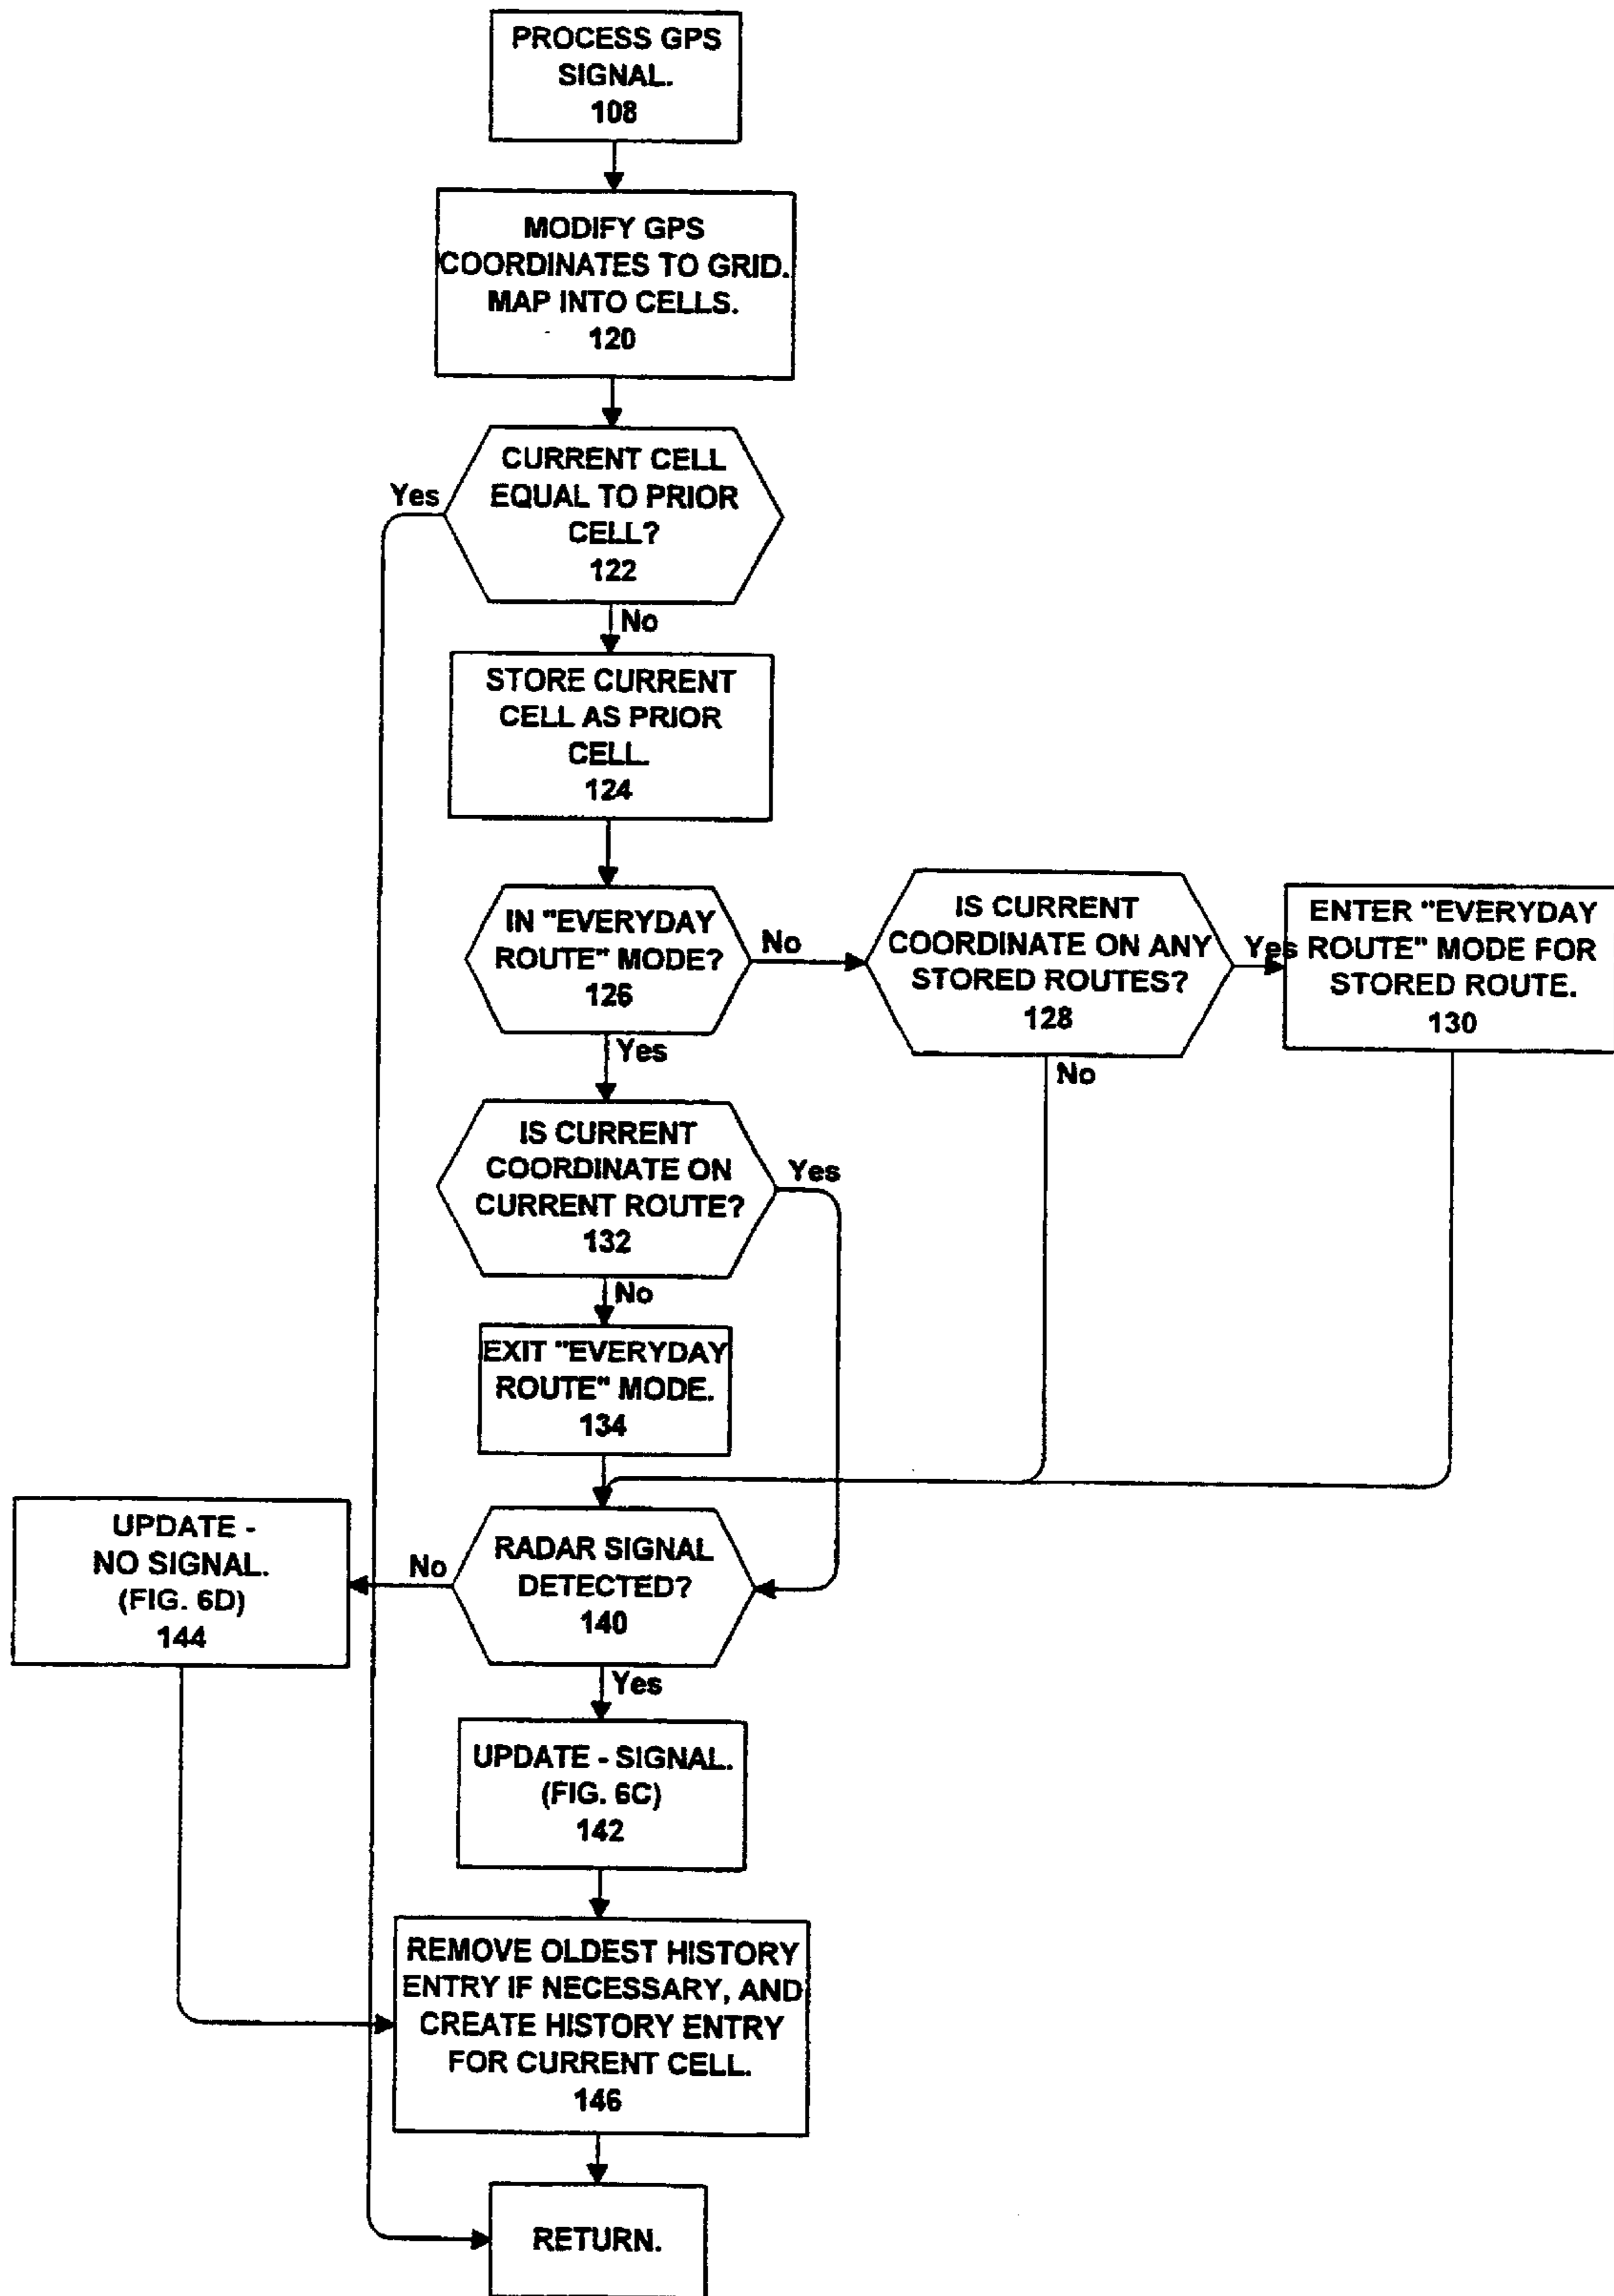 PROCESS GPS
SIGNAL.
108
MODIFY GPS
COORDINATES TO GRID.
MAP INTO CELLS.
120
CURRENT CELL
EQUAL TO PRIOR
CELL?
122
Yes
No
STORE CURRENT
CELL AS PRIOR
CELL.
124
IN "EVERYDAY
ROUTE" MODE?
126
No
Yes
IS CURRENT
COORDINATE ON ANY
STORED ROUTES?
128
Yes
No
ENTER "EVERYDAY
ROUTE" MODE FOR
STORED ROUTE.
130
IS CURRENT
COORDINATE ON
CURRENT ROUTE?
132
Yes
No
EXIT "EVERYDAY
ROUTE" MODE.
134
RADAR SIGNAL
DETECTED?
140
No
Yes
UPDATE -
NO SIGNAL.
(FIG. 6D)
144
UPDATE - SIGNAL.
(FIG. 6C)
142
REMOVE OLDEST HISTORY
ENTRY IF NECESSARY, AND
CREATE HISTORY ENTRY
FOR CURRENT CELL.
146
RETURN.